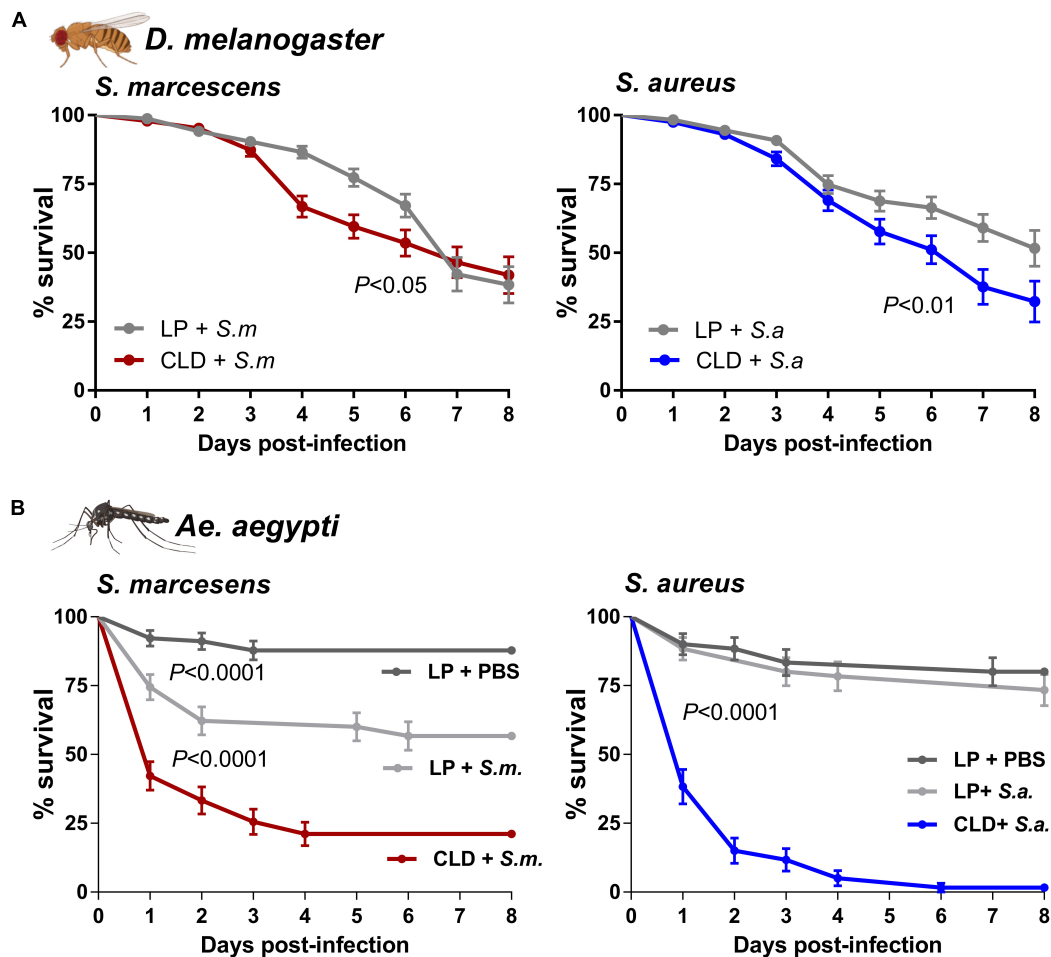 A
D. melanogaster
S. marcescens
% survival
100
75
50
25
0
0 1 2 3 4 5 6 7 8
Days post-infection
P<0.05
LP + S.m
CLD + S.m
S. aureus
% survival
100
75
50
25
0
0 1 2 3 4 5 6 7 8
Days post-infection
P<0.01
LP + S.a
CLD + S.a
B
Ae. aegypti
S. marcesens
% survival
100
75
50
25
0
0 1 2 3 4 5 6 7 8
Days post-infection
P<0.0001
LP + PBS
P<0.0001
LP + S.m.
CLD + S.m.
S. aureus
% survival
100
75
50
25
0
0 1 2 3 4 5 6 7 8
Days post-infection
P<0.0001
LP + PBS
LP+ S.a.
CLD+ S.a.